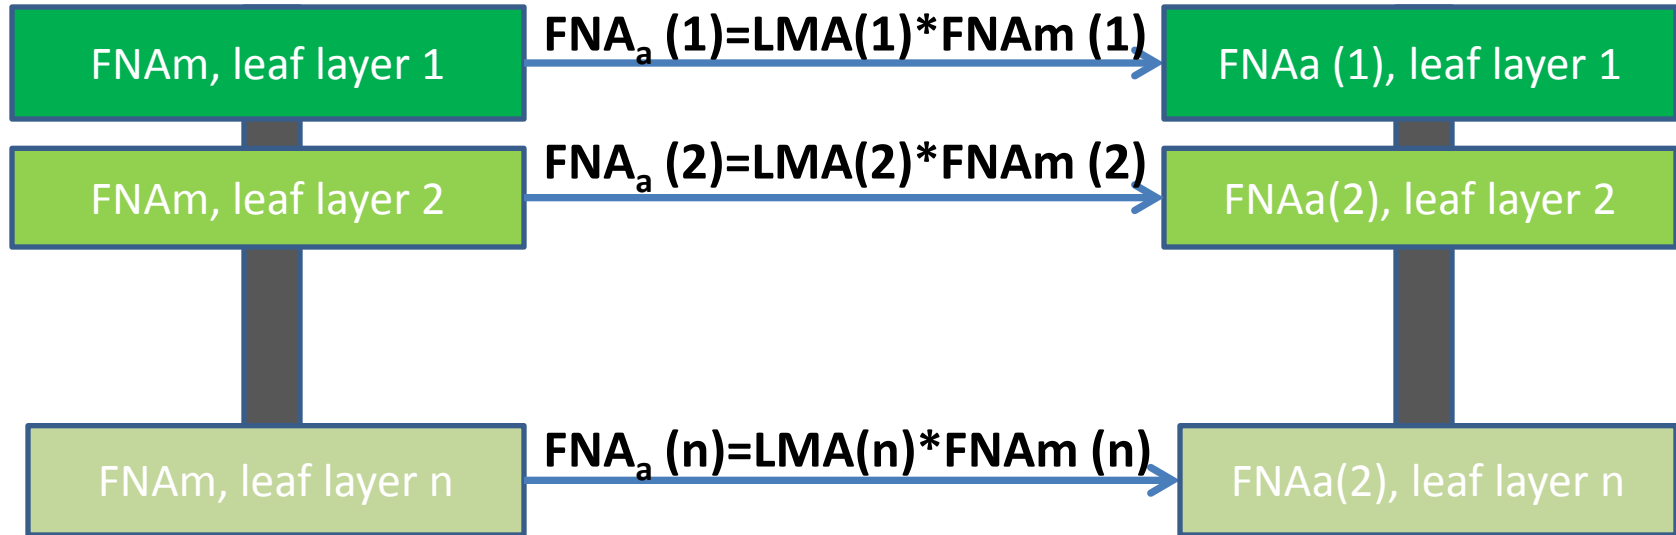 FNAm, leaf layer 1
FNAₐ (1)=LMA(1)*FNAm (1)
FNAa (1), leaf layer 1
FNAm, leaf layer 2
FNAₐ (2)=LMA(2)*FNAm (2)
FNAa(2), leaf layer 2
FNAm, leaf layer n
FNAₐ (n)=LMA(n)*FNAm (n)
FNAa(2), leaf layer n